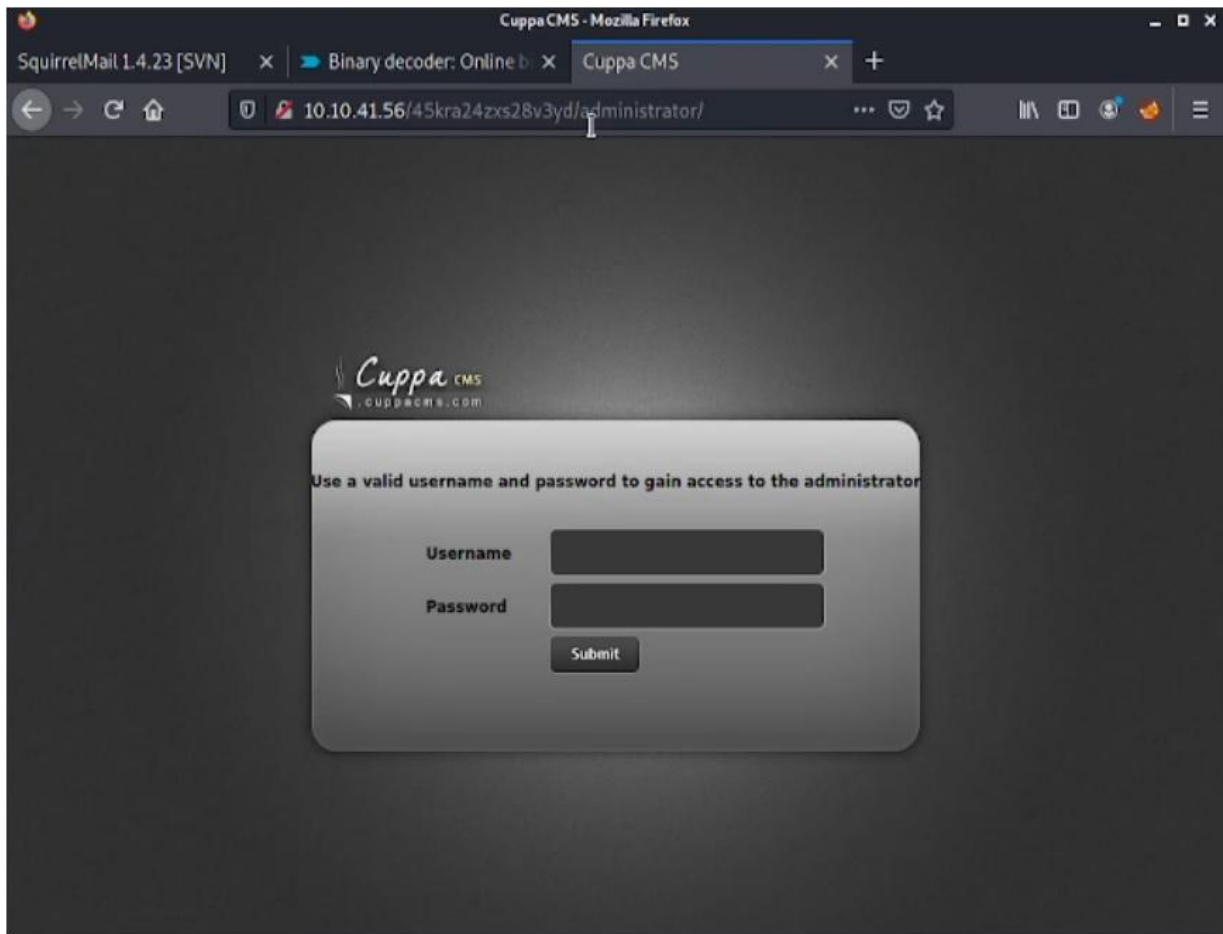 Cuppa CMS - Mozilla Firefox
SquirrelMail 1.4.23 [SVN]
Binary decoder: Online b
Cuppa CMS
10.10.41.56/45kra24zxs28v3yd/administrator/
Cuppa CMS
.cuppacms.com
Use a valid username and password to gain access to the administrator
Username
Password
Submit